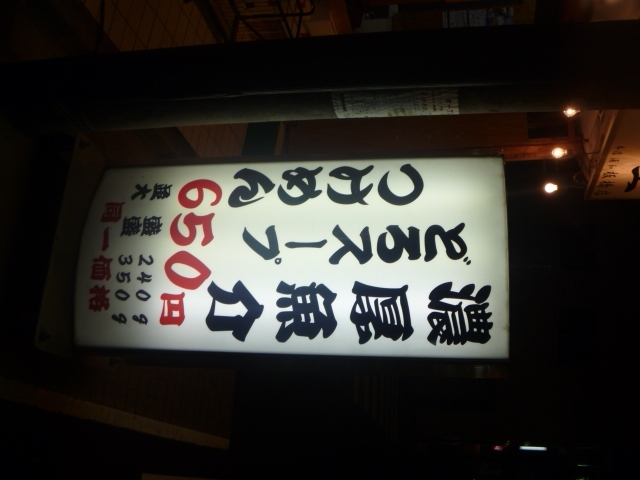 濃厚魚介
どろスープ
つけめん
650円
並盛 240g
大盛 350g
同一価格